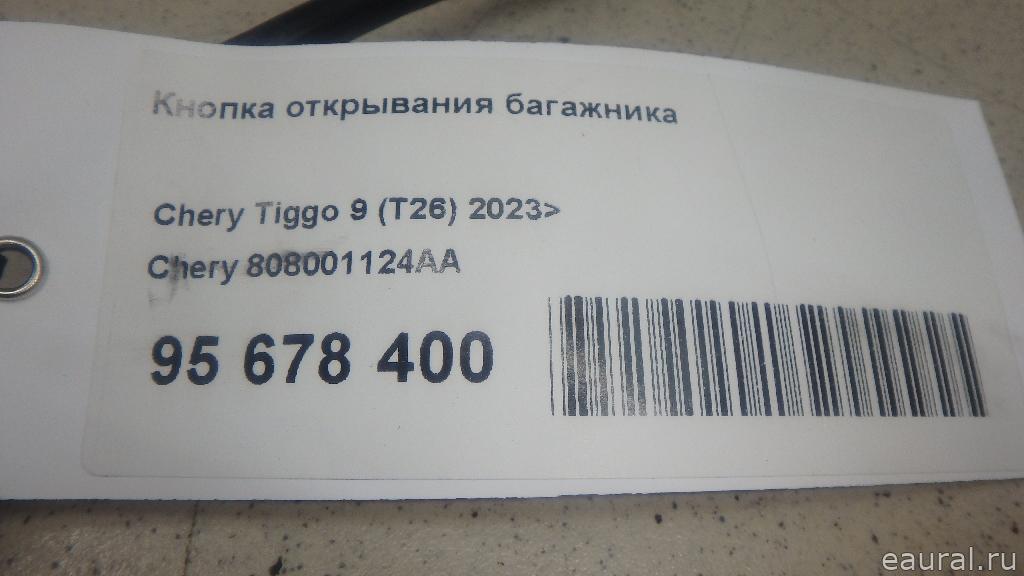 Кнопка открывания багажника
Chery Tiggo 9 (T26) 2023>
Chery 808001124AA
95 678 400
eaural.ru